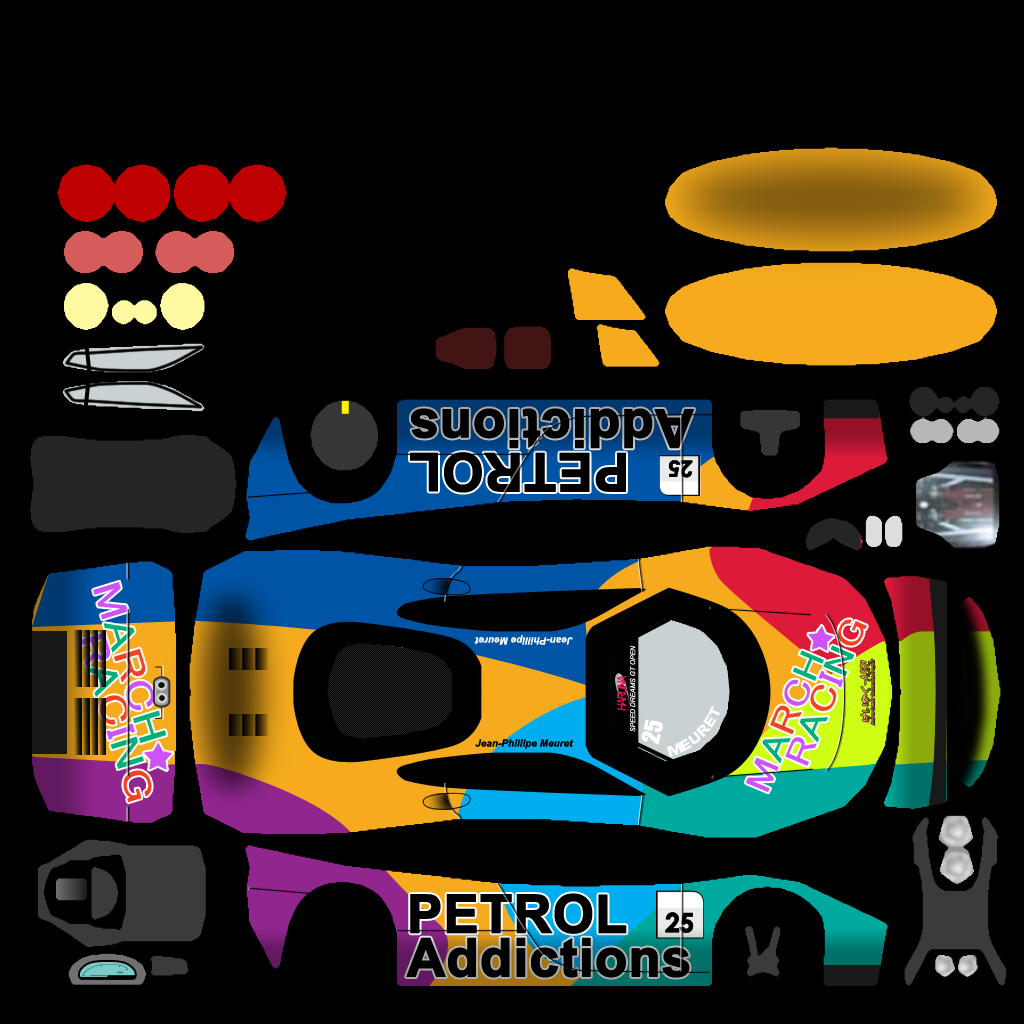 Addictions
PETROL
25
MARCH
RACING
Jean-Phillipe Meuret
SPEED DREAMS GT OPEN
25
MEURET
MARCH
RACING
Jean-Phillipe Meuret
PETROL
25
Addictions